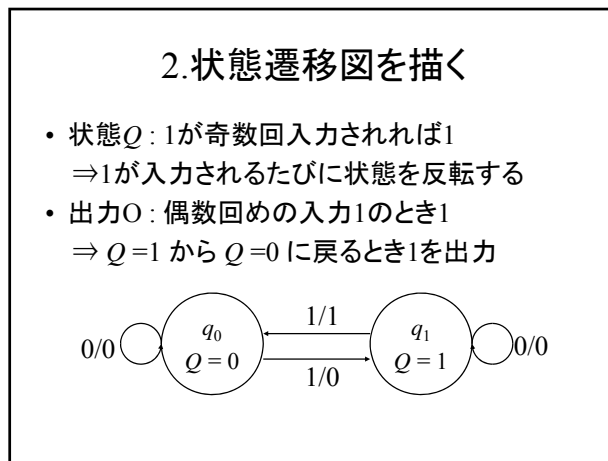 2.状態遷移図を描く
• 状態Q : 1が奇数回入力されれば1
⇒1が入力されるたびに状態を反転する
• 出力O : 偶数回めの入力1のとき1
⇒ Q =1 から Q =0 に戻るとき1を出力
1/1
q0
q1
0/0
0/0
Q = 0
Q = 1
1/0